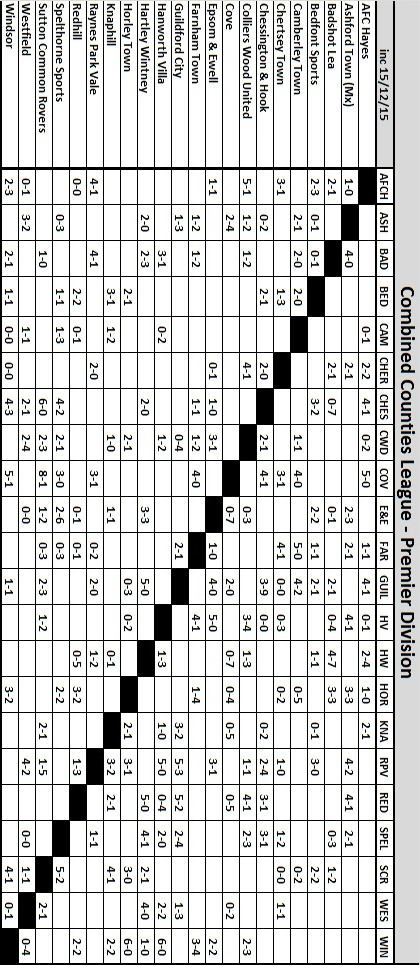 Combined Counties League - Premier Division
inc 15/12/15 AFCH ASH BAD BED CAM CHER CHES CWD COV E&E FAR GUIL HV HW HOR KNA RPV RED SPEL SCR WES WIN
AFC Hayes 0-1 2-2 4-1 0-2 5-0 1-1 4-1 0-1 2-4 1-0 2-1
Ashford Town (Mx) 1-0 4-0 2-1 2-3 2-1 4-1 3-3 4-2 4-1 2-1
Badshot Lea 2-1 2-1 0-7 0-1 2-1 0-4 4-7 3-3 0-3 1-2
Bedfont Sports 2-3 0-1 0-1 3-2 2-2 1-1 2-1 1-1 0-1 3-0 2-2
Camberley Town 2-1 2-0 2-0 1-1 4-0 5-0 4-2 0-5 0-2
Chertsey Town 3-1 1-3 3-1 4-1 0-0 0-3 0-2 1-0 1-2 0-0 1-1
Chessington & Hook 0-2 2-1 2-0 2-1 4-1 3-9 0-0 0-2 2-4 3-1 3-1
Colliers Wood United 5-1 1-2 1-2 4-1 0-3 3-4 1-3 1-1 4-1 2-3 2-3
Cove 2-4 0-7 2-0 0-7 0-4 0-5 0-5 0-2
Epsom & Ewell 1-1 0-1 1-0 3-1 1-0 4-0 5-0 3-1 2-2
Farnham Town 1-2 1-2 1-1 1-2 4-0 4-1 1-4 3-4
Guildford City 1-3 0-4 2-1 3-2 5-3 5-2 2-4 1-3
Hanworth Villa 3-1 0-2 1-2 1-3 1-0 5-0 0-4 2-0 2-2 6-0
Hartley Wintney 2-0 2-3 2-0 3-3 5-0 5-0 4-1 2-1 4-0 1-0
Horley Town 2-1 2-1 0-3 0-2 2-1 3-1 3-0 6-0
Knaphill 3-1 1-2 1-0 1-1 0-1 3-2 2-1 4-1 2-2
Raynes Park Vale 4-1 4-1 2-0 3-1 0-2 2-0 1-2 1-1
Redhill 0-0 2-2 0-1 0-1 0-1 0-5 3-2 1-3 2-2
Spelthorne Sports 0-3 1-1 1-3 4-2 2-1 3-0 2-6 0-3 2-2 5-2
Sutton Common Rovers 1-0 6-0 2-3 8-1 1-2 0-3 2-3 1-2 2-1 1-5 2-1
Westfield 0-1 3-2 1-1 2-1 2-4 0-0 4-2 0-0 1-1 0-4
Windsor 2-3 2-1 1-1 0-0 0-0 4-3 5-1 1-1 3-2 4-1 0-1